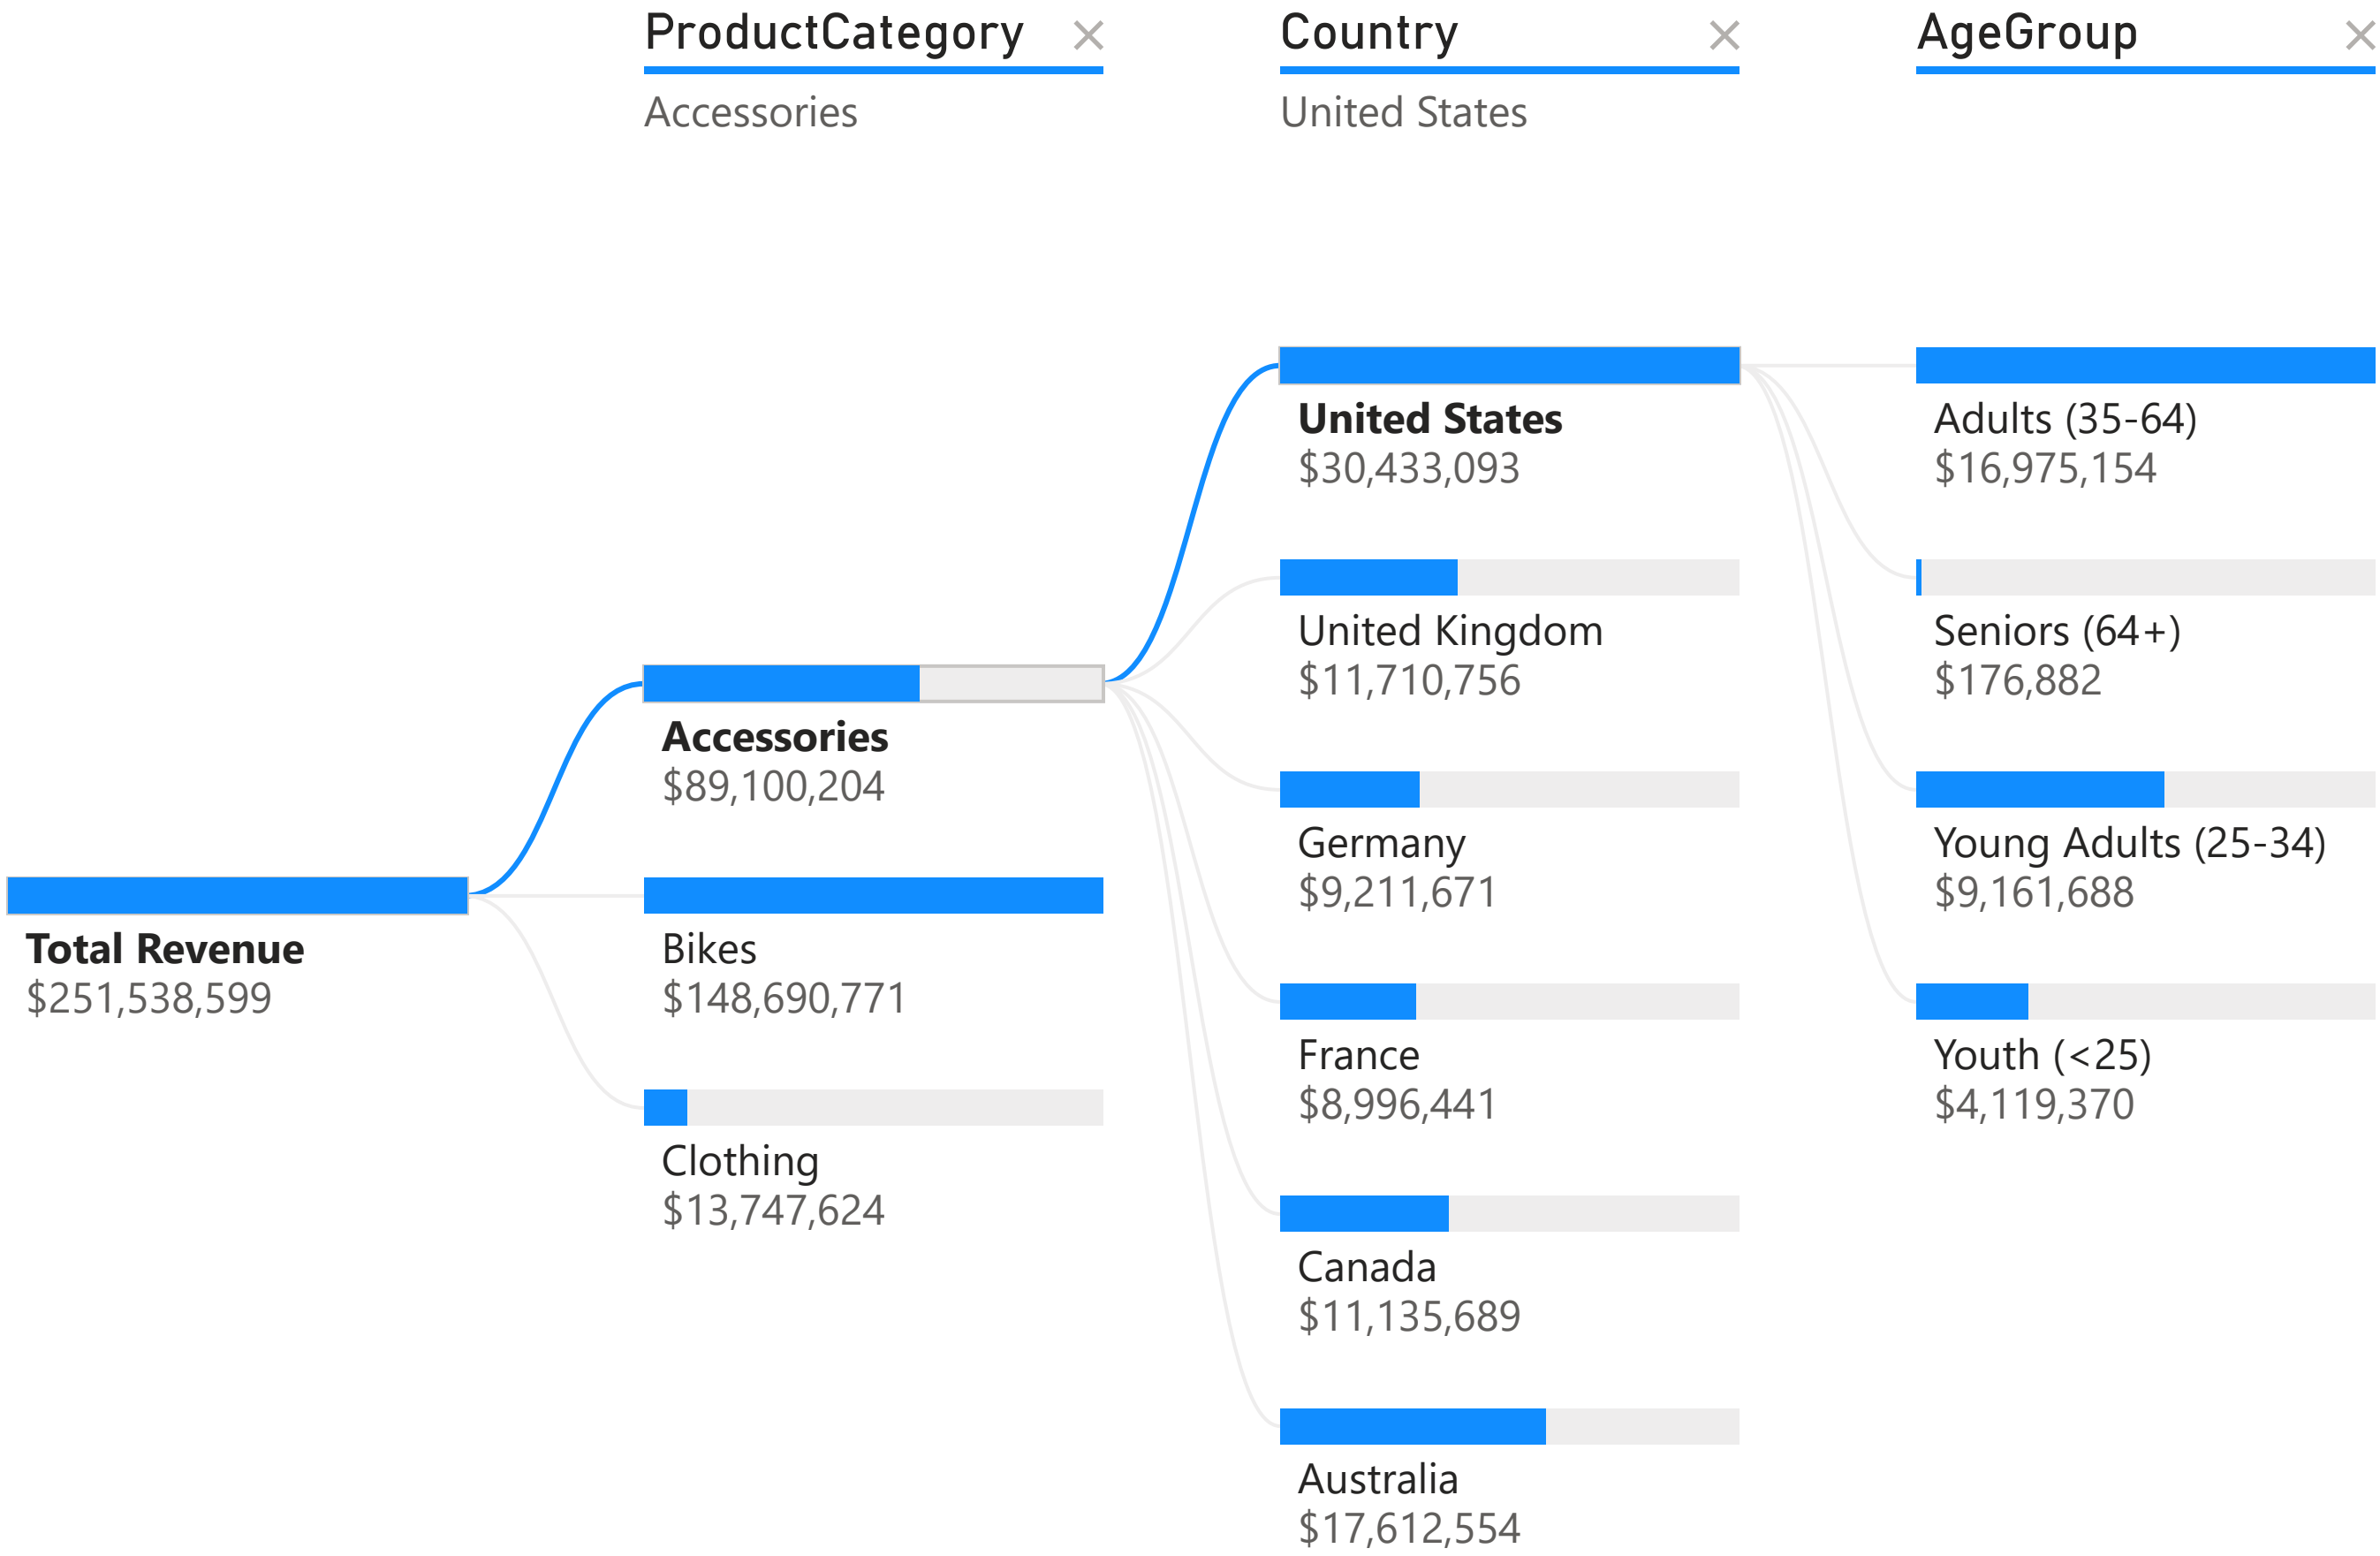 ProductCategory
Accessories
Country
United States
AgeGroup
Total Revenue
$251,538,599
Accessories
$89,100,204
Bikes
$148,690,771
Clothing
$13,747,624
United States
$30,433,093
United Kingdom
$11,710,756
Germany
$9,211,671
France
$8,996,441
Canada
$11,135,689
Australia
$17,612,554
Adults (35-64)
$16,975,154
Seniors (64+)
$176,882
Young Adults (25-34)
$9,161,688
Youth (<25)
$4,119,370